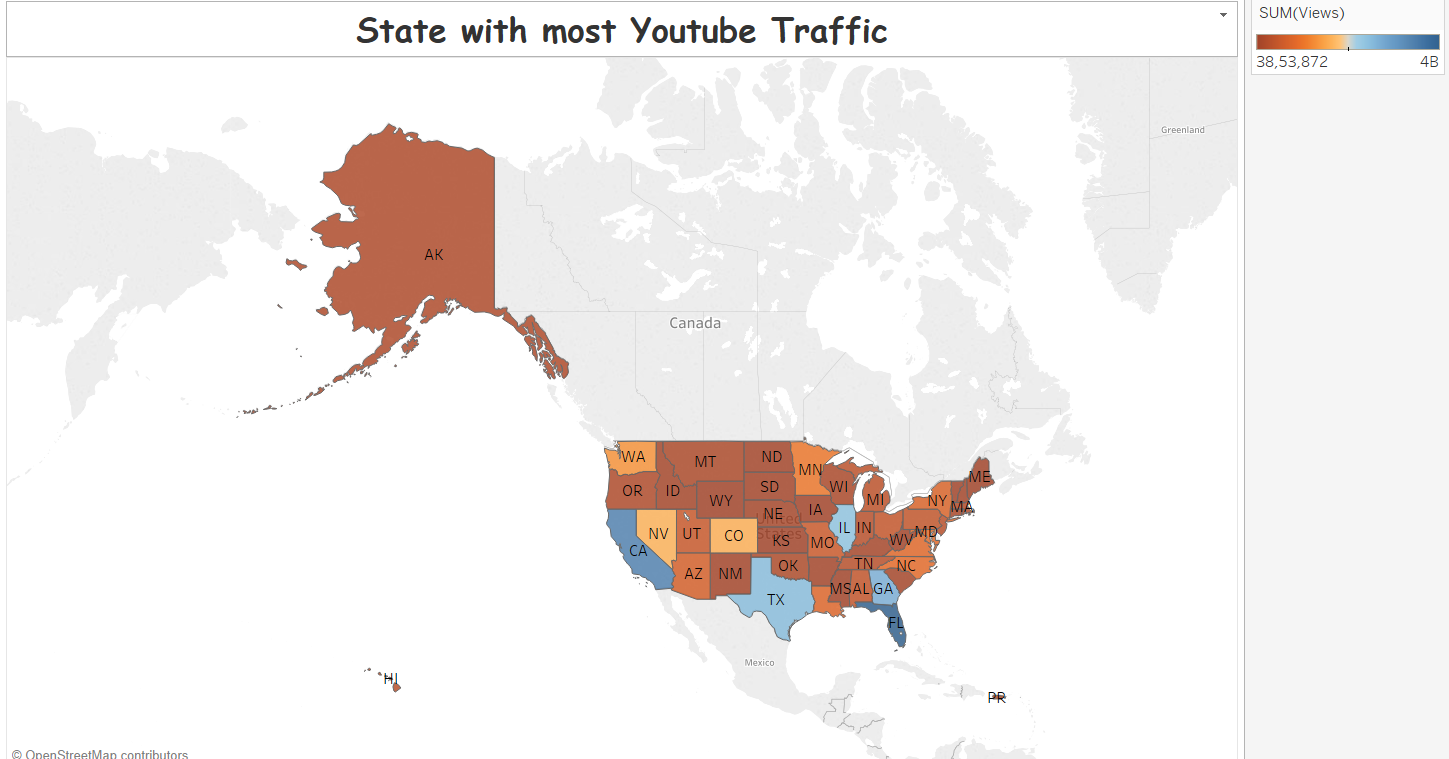 State with most Youtube Traffic
SUM(Views)
38,53,872 4B
Greenland
AK
Canada
WA
MT
ND
MN
OR
ID
WY
SD
WI
MI
NY
ME
MA
IA
NE
CA
NV
UT
CO
United
States
KS
MO
IL
IN
WV
MD
AZ
NM
OK
TN
NC
TX
MS
AL
GA
FL
HI
Mexico
PR
© OpenStreetMap contributors